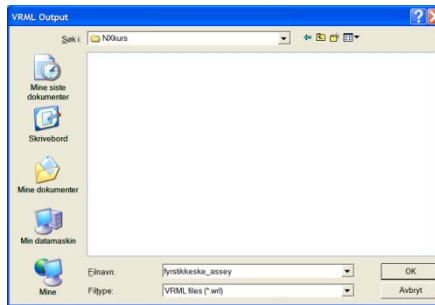 VRML Output
Søk i:
NXkurs
Mine siste
dokumenter
Skrivebord
Mine dokumenter
Min datamaskin
Mine
Filnavn:
fyrstikkeske_assey
OK
Filtype:
VRML files (*.wrl)
Avbryt